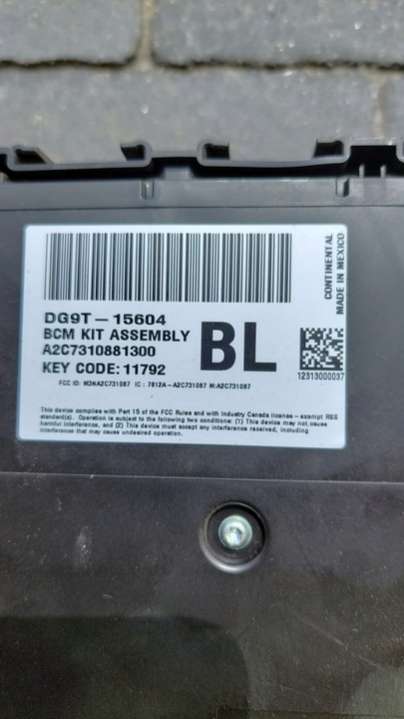 DG9T-15604
BCM KIT ASSEMBLY
A2C7310881300
KEY CODE: 11792
BL
CONTINENTAL
MADE IN MEXICO
12313000037
FCC ID: M3NA2C731087 IC : 7812A-A2C731087 M:A2C731087
This device complies with Part 15 of the FCC Rules and with Industry Canada license - exempt RSS
standard(s). Operation is subject to the following two conditions: (1) This device may not cause
harmful interference, and (2) This device must accept any interference received, including
interference that may cause undesired operation.